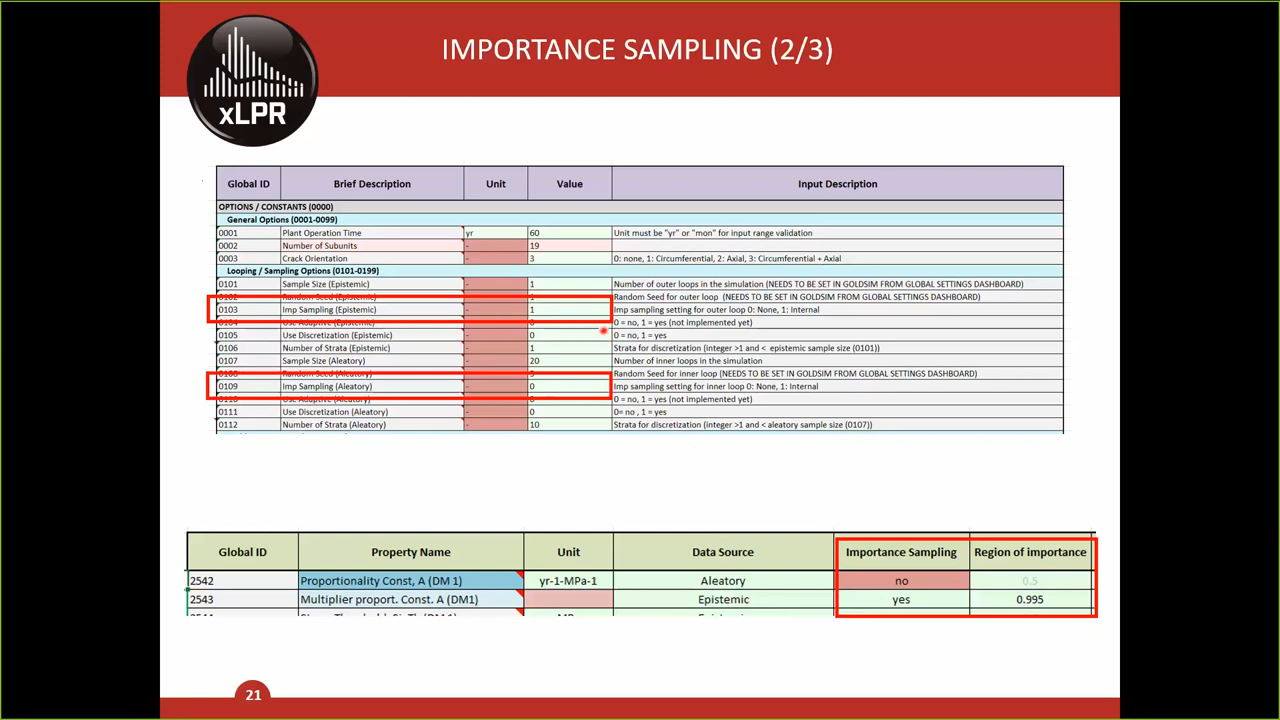 IMPORTANCE SAMPLING (2/3)
xLPR
Global ID Brief Description Unit Value Input Description
OPTIONS / CONSTANTS (0000)
General Options (0001-0099)
0001 Plant Operation Time yr 60 Unit must be "yr" or "mon" for input range validation
0002 Number of Subunits - 19
0003 Crack Orientation - 3 0: none, 1: Circumferential, 2: Axial, 3: Circumferential + Axial
Looping / Sampling Options (0101-0199)
0101 Sample Size (Epistemic) - 1 Number of outer loops in the simulation (NEEDS TO BE SET IN GOLDSIM FROM GLOBAL SETTINGS DASHBOARD)
0102 Random Seed (Epistemic) - 1 Random Seed for outer loop (NEEDS TO BE SET IN GOLDSIM FROM GLOBAL SETTINGS DASHBOARD)
0103 Imp Sampling (Epistemic) - 1 Imp sampling setting for outer loop 0: None, 1: Internal
0104 Use Adaptive (Epistemic) - 0 0 = no, 1 = yes (not implemented yet)
0105 Use Discretization (Epistemic) - 0 0 = no, 1 = yes
0106 Number of Strata (Epistemic) - 1 Strata for discretization (integer >1 and < epistemic sample size (0101))
0107 Sample Size (Aleatory) - 20 Number of inner loops in the simulation
0108 Random Seed (Aleatory) - Random Seed for inner loop (NEEDS TO BE SET IN GOLDSIM FROM GLOBAL SETTINGS DASHBOARD)
0109 Imp Sampling (Aleatory) - 0 Imp sampling setting for inner loop 0: None, 1: Internal
0110 Use Adaptive (Aleatory) - 0 0 = no, 1 = yes (not implemented yet)
0111 Use Discretization (Aleatory) - 0 0= no , 1 = yes
0112 Number of Strata (Aleatory) - 10 Strata for discretization (integer >1 and < aleatory sample size (0107))
Global ID Property Name Unit Data Source Importance Sampling Region of importance
2542 Proportionality Const, A (DM 1) yr-1-MPa-1 Aleatory no 0.5
2543 Multiplier proport. Const. A (DM1) Epistemic yes 0.995
21